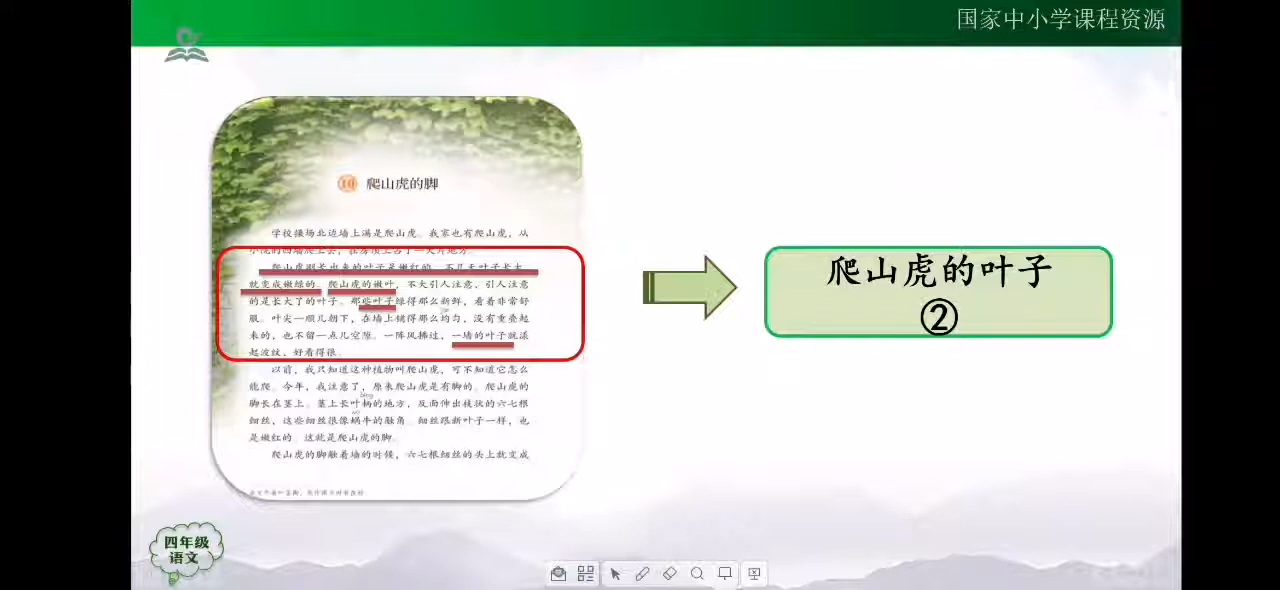 国家中小学课程资源
10 爬山虎的脚
学校操场北边墙上满是爬山虎。我家也有爬山虎，从
小院的西墙爬上去，在房顶上占了一大片地方。
爬山虎刚长出来的叶子是嫩红的，不几天叶子长大，
就变成嫩绿的。爬山虎的嫩叶，不大引人注意，引人注意
的是长大了的叶子。那些叶子绿得那么新鲜，看着非常舒
服。叶尖一顺儿朝下，在墙上铺得那么均匀，没有重叠起
来的，也不留一点儿空隙。一阵风拂过，一墙的叶子就漾
起波纹，好看得很。
以前，我只知道这种植物叫爬山虎，可不知道它怎么
能爬。今年，我注意了，原来爬山虎是有脚的。爬山虎的
脚长在茎上。茎上长叶柄的地方，反面伸出枝状的六七根
细丝，这些细丝很像蜗牛的触角。细丝跟新叶子一样，也
是嫩红的。这就是爬山虎的脚。
爬山虎的脚触着墙的时候，六七根细丝的头上就变成
爬山虎的叶子
②
四年级
语文